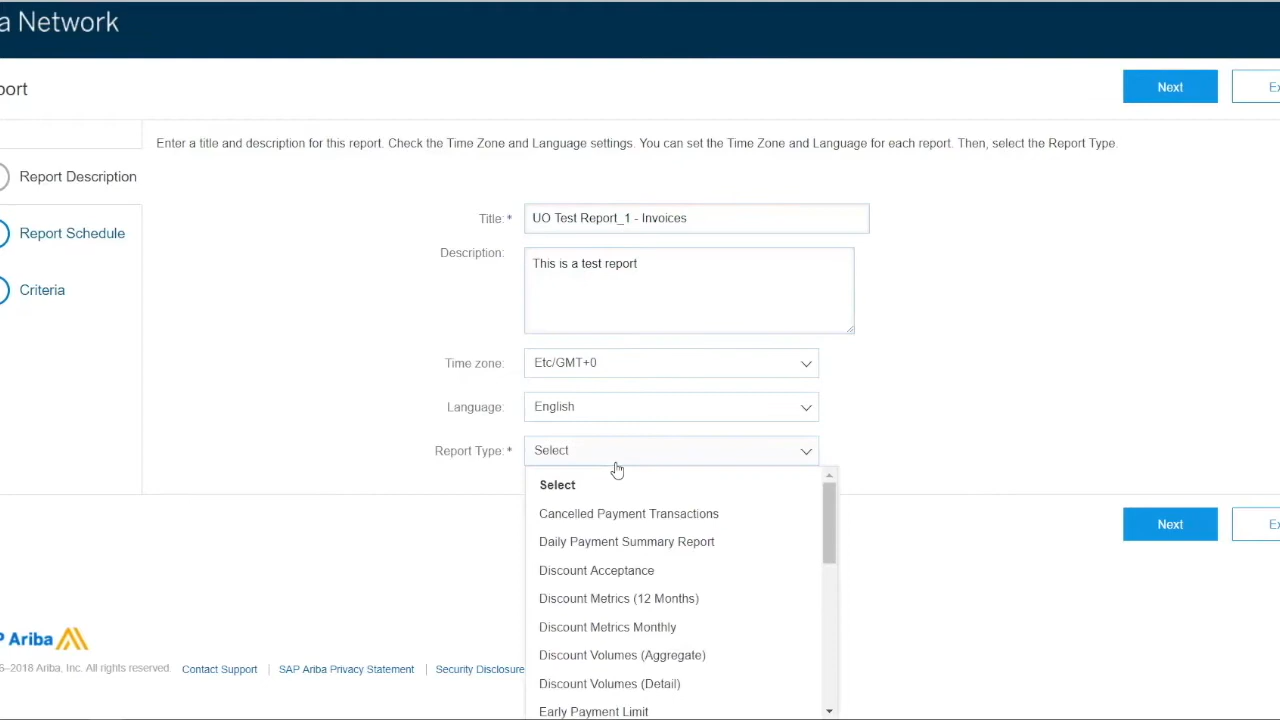 a Network
port
Next
Ex
Enter a title and description for this report. Check the Time Zone and Language settings. You can set the Time Zone and Language for each report. Then, select the Report Type.
Report Description
Report Schedule
Criteria
Title: *
UO Test Report_1 - Invoices
Description:
This is a test report
Time zone:
Etc/GMT+0
Language:
English
Report Type: *
Select
Select
Cancelled Payment Transactions
Daily Payment Summary Report
Discount Acceptance
Discount Metrics (12 Months)
Discount Metrics Monthly
Discount Volumes (Aggregate)
Discount Volumes (Detail)
Early Payment Limit
Next
Ex
P Ariba
6–2018 Ariba, Inc. All rights reserved.
Contact Support | SAP Ariba Privacy Statement | Security Disclosure